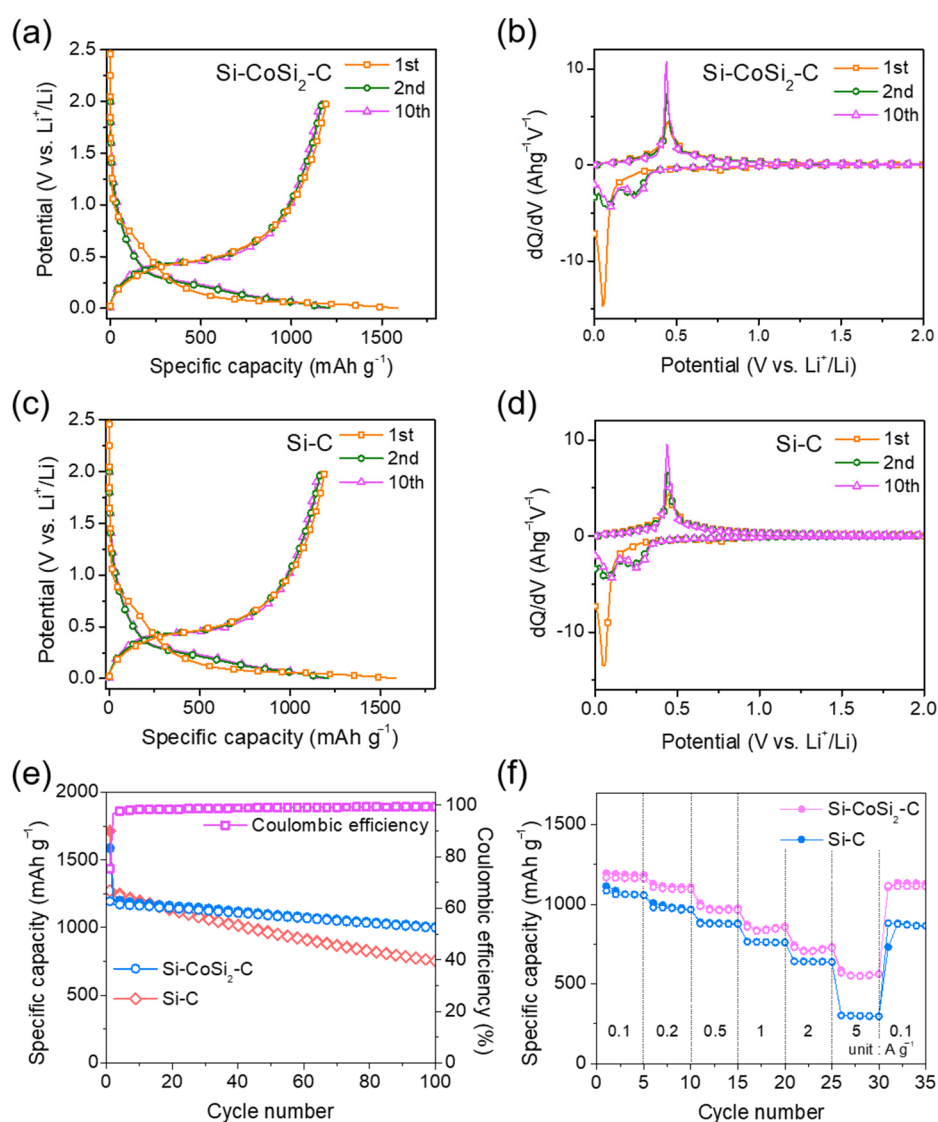 (a)
Si-CoSi₂-C
1st
2nd
10th
2.5
2.0
1.5
1.0
0.5
0.0
Potential (V vs. Li⁺/Li)
0 500 1000 1500
Specific capacity (mAh g⁻¹)
(b)
Si-CoSi₂-C
1st
2nd
10th
10
0
-10
dQ/dV (Ahg⁻¹V⁻¹)
0.0 0.5 1.0 1.5 2.0
Potential (V vs. Li⁺/Li)
(c)
Si-C
1st
2nd
10th
2.5
2.0
1.5
1.0
0.5
0.0
Potential (V vs. Li⁺/Li)
0 500 1000 1500
Specific capacity (mAh g⁻¹)
(d)
Si-C
1st
2nd
10th
10
0
-10
dQ/dV (Ahg⁻¹V⁻¹)
0.0 0.5 1.0 1.5 2.0
Potential (V vs. Li⁺/Li)
(e)
2000
1500
1000
500
0
Specific capacity (mAh g⁻¹)
Coulombic efficiency
Si-CoSi₂-C
Si-C
100
80
60
40
20
0
Coulombic efficiency (%)
0 20 40 60 80 100
Cycle number
(f)
Si-CoSi₂-C
Si-C
1500
1000
500
0
Specific capacity (mAh g⁻¹)
0.1 0.2 0.5 1 2 5 0.1
unit : A g⁻¹
0 5 10 15 20 25 30 35
Cycle number